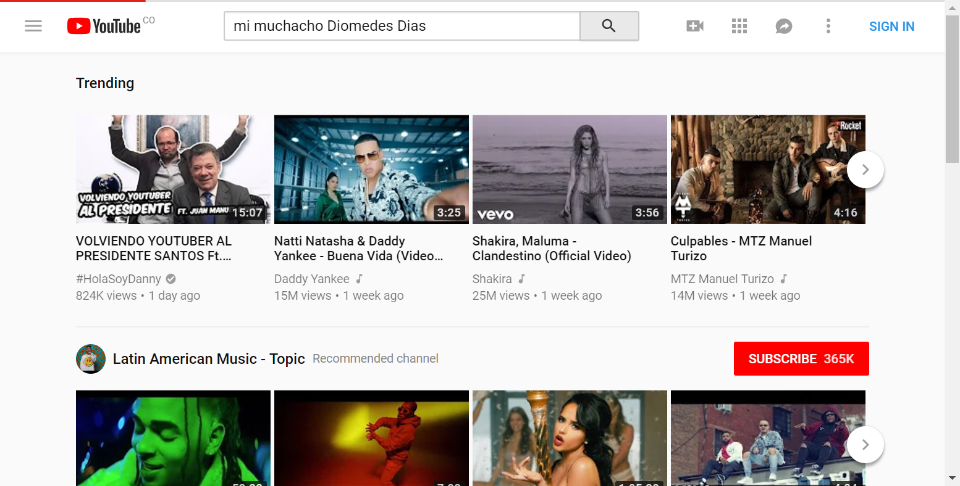 YouTube CO
mi muchacho Diomedes Dias
SIGN IN
Trending
VOLVIENDO YOUTUBER
AL PRESIDENTE FT. JUAN MANU
15:07
3:25
vevo
3:56
Rocket
4:16
VOLVIENDO YOUTUBER AL
PRESIDENTE SANTOS Ft....
#HolaSoyDanny
824K views • 1 day ago
Natti Natasha & Daddy
Yankee - Buena Vida (Video...
Daddy Yankee
15M views • 1 week ago
Shakira, Maluma -
Clandestino (Official Video)
Shakira
25M views • 1 week ago
Culpables - MTZ Manuel
Turizo
MTZ Manuel Turizo
14M views • 1 week ago
Latin American Music - Topic Recommended channel
SUBSCRIBE 365K